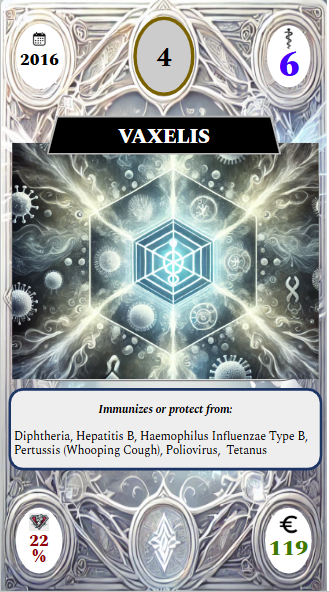 2016
4
6
VAXELIS
Immunizes or protect from:
Diphtheria, Hepatitis B, Haemophilus Influenzae Type B,
Pertussis (Whooping Cough), Poliovirus, Tetanus
22
%
€
119